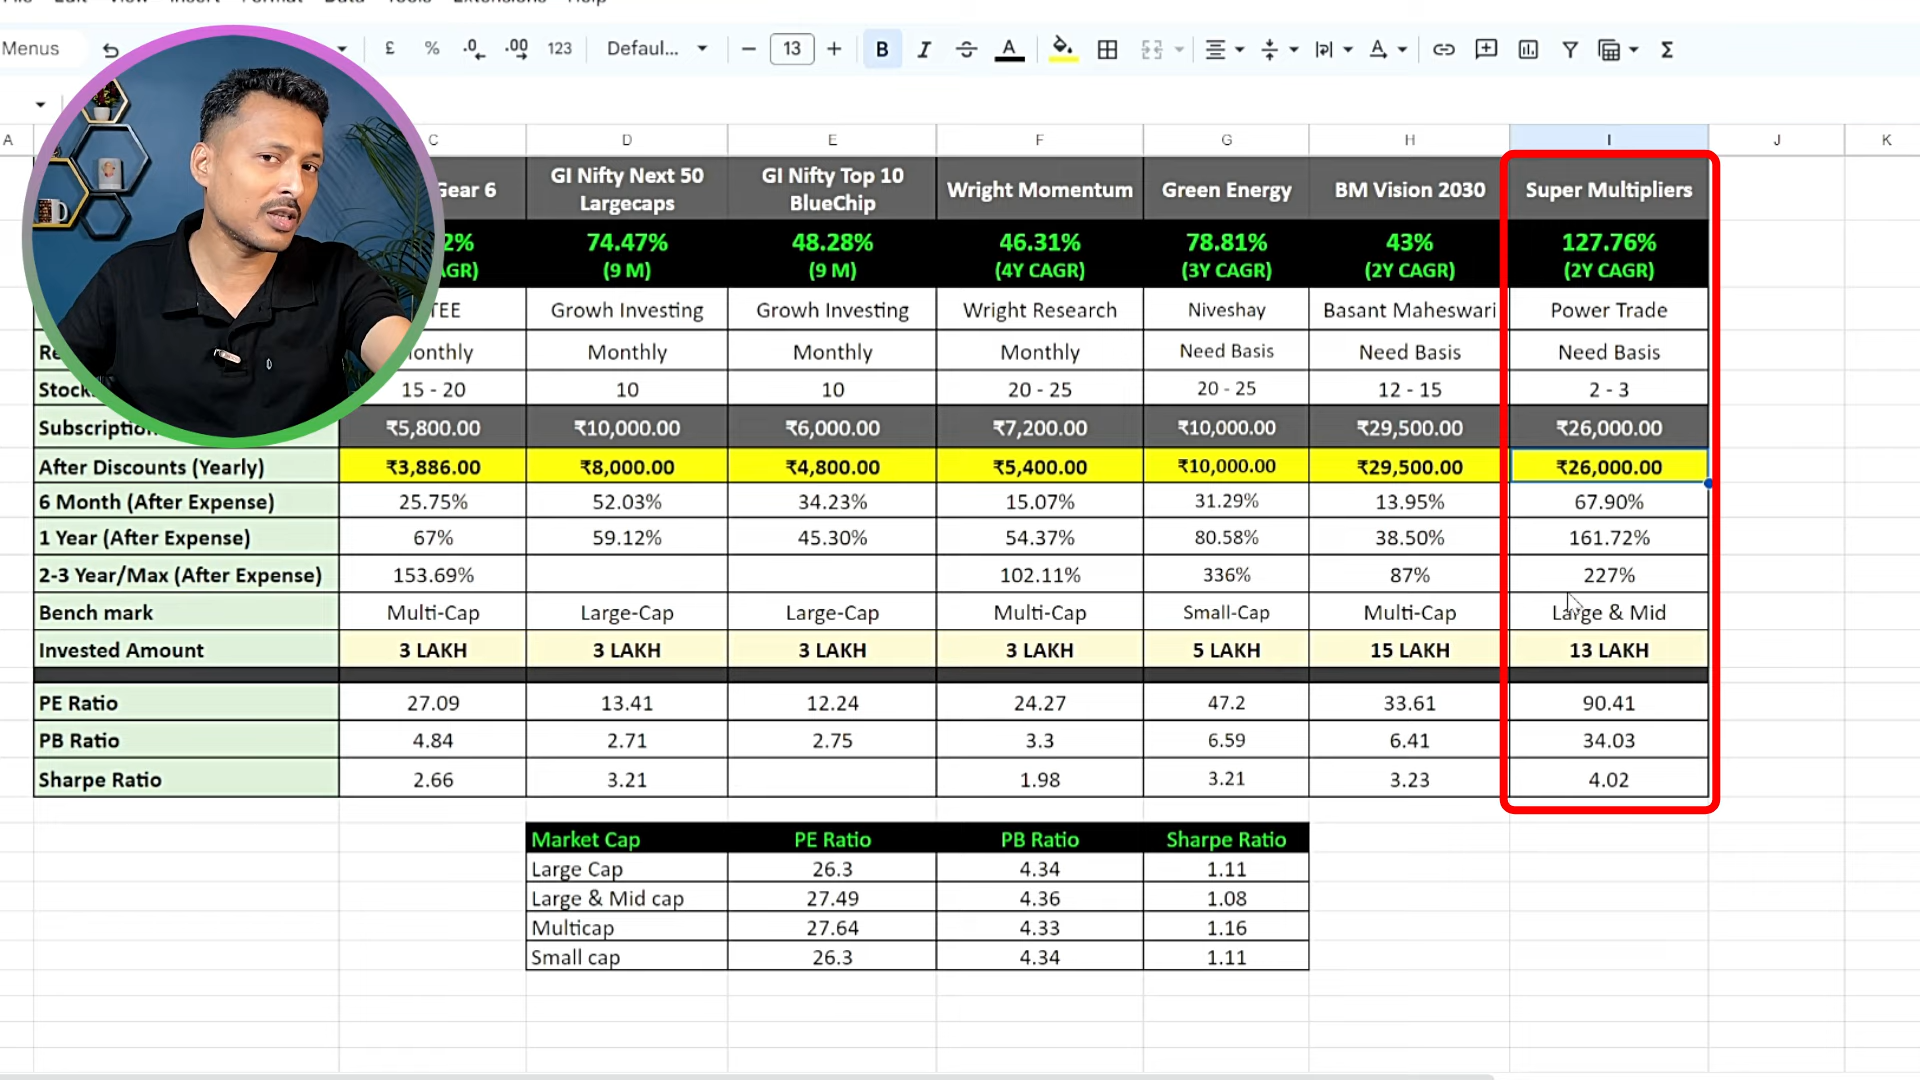 Menus £ % .0 .00 123 Defaul... 13 B I A A Σ
A C D E F G H I J K
Gear 6 GI Nifty Next 50 Largecaps GI Nifty Top 10 BlueChip Wright Momentum Green Energy BM Vision 2030 Super Multipliers
2% 74.47% 48.28% 46.31% 78.81% 43% 127.76%
AGR) (9 M) (9 M) (4Y CAGR) (3Y CAGR) (2Y CAGR) (2Y CAGR)
TEE Growh Investing Growh Investing Wright Research Niveshay Basant Maheswari Power Trade
Re onthly Monthly Monthly Monthly Need Basis Need Basis Need Basis
Stock 15 - 20 10 10 20 - 25 20 - 25 12 - 15 2 - 3
Subscription ₹5,800.00 ₹10,000.00 ₹6,000.00 ₹7,200.00 ₹10,000.00 ₹29,500.00 ₹26,000.00
After Discounts (Yearly) ₹3,886.00 ₹8,000.00 ₹4,800.00 ₹5,400.00 ₹10,000.00 ₹29,500.00 ₹26,000.00
6 Month (After Expense) 25.75% 52.03% 34.23% 15.07% 31.29% 13.95% 67.90%
1 Year (After Expense) 67% 59.12% 45.30% 54.37% 80.58% 38.50% 161.72%
2-3 Year/Max (After Expense) 153.69% 102.11% 336% 87% 227%
Bench mark Multi-Cap Large-Cap Large-Cap Multi-Cap Small-Cap Multi-Cap Large & Mid
Invested Amount 3 LAKH 3 LAKH 3 LAKH 3 LAKH 5 LAKH 15 LAKH 13 LAKH
PE Ratio 27.09 13.41 12.24 24.27 47.2 33.61 90.41
PB Ratio 4.84 2.71 2.75 3.3 6.59 6.41 34.03
Sharpe Ratio 2.66 3.21 1.98 3.21 3.23 4.02
Market Cap PE Ratio PB Ratio Sharpe Ratio
Large Cap 26.3 4.34 1.11
Large & Mid cap 27.49 4.36 1.08
Multicap 27.64 4.33 1.16
Small cap 26.3 4.34 1.11